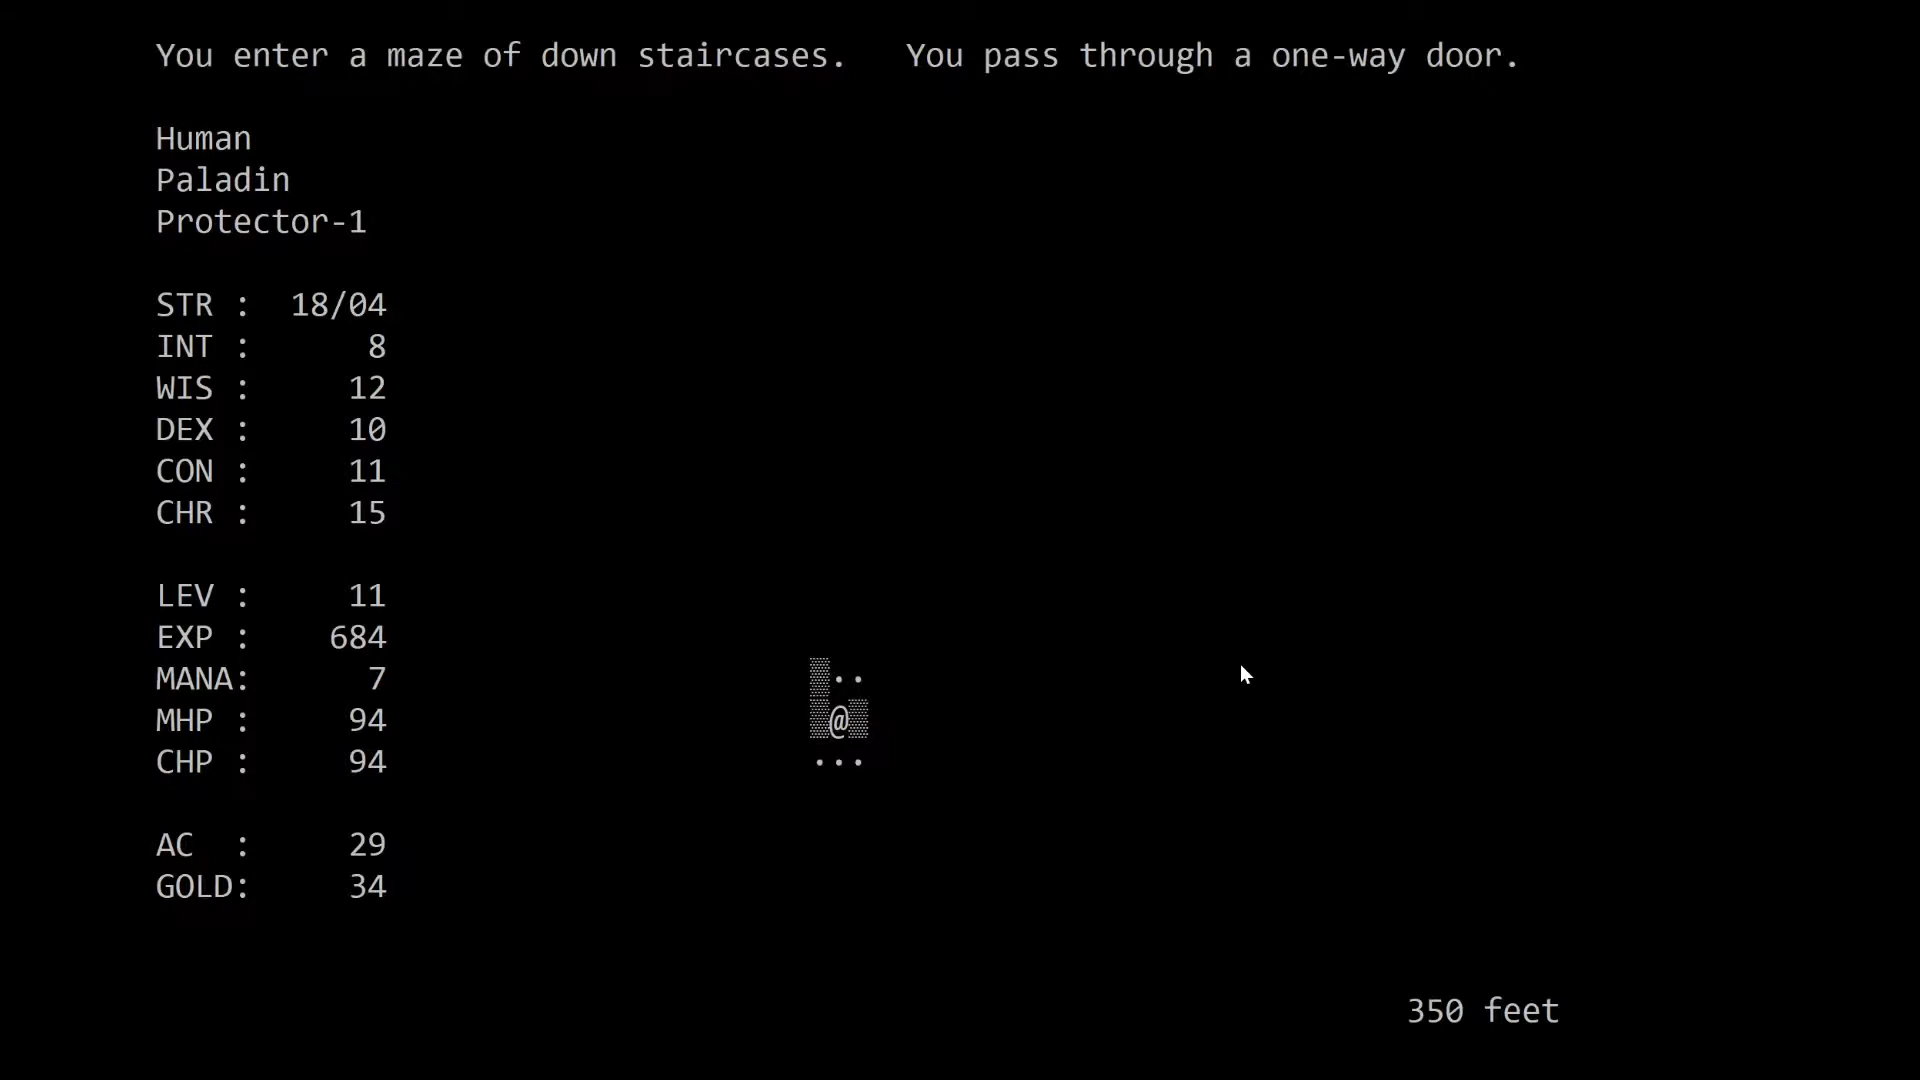 You enter a maze of down staircases.   You pass through a one-way door.
Human
Paladin
Protector-1
STR :  18/04
INT :      8
WIS :     12
DEX :     10
CON :     11
CHR :     15
LEV :     11
EXP :    684
MANA:      7
▒..
MHP :     94
▒@▒
CHP :     94
...
AC  :     29
GOLD:     34
350 feet